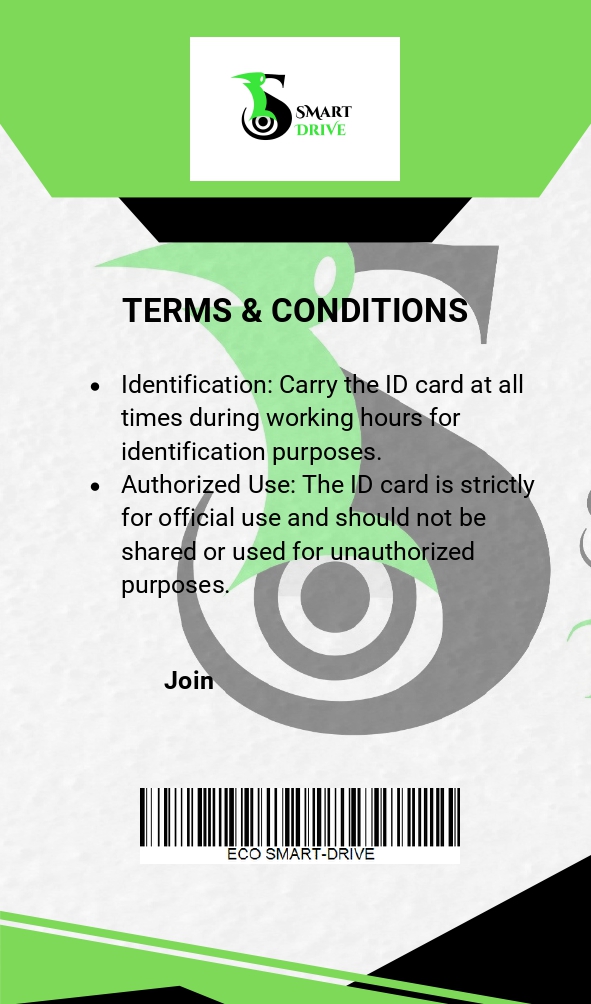 SMART
DRIVE
TERMS & CONDITIONS
• Identification: Carry the ID card at all
times during working hours for
identification purposes.
• Authorized Use: The ID card is strictly
for official use and should not be
shared or used for unauthorized
purposes.
Join
ECO SMART-DRIVE